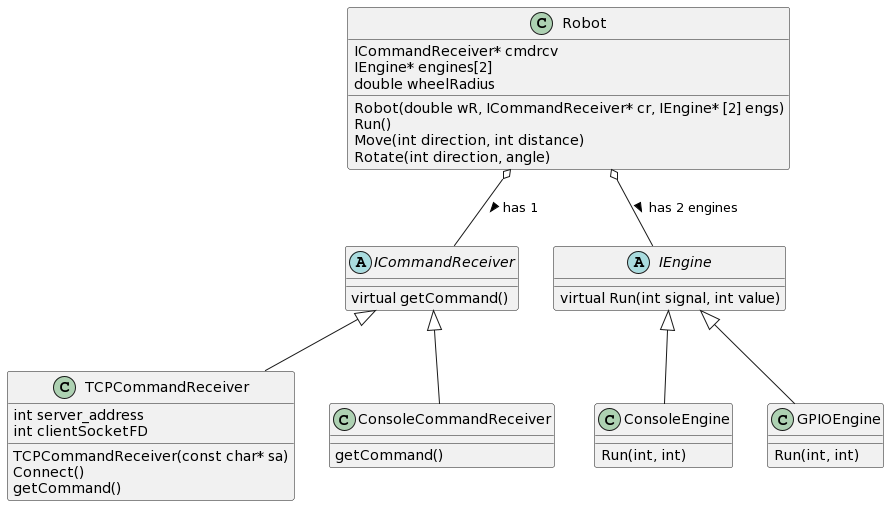 C Robot
ICommandReceiver* cmdrcv
IEngine* engines[2]
double wheelRadius
Robot(double wR, ICommandReceiver* cr, IEngine* [2] engs)
Run()
Move(int direction, int distance)
Rotate(int direction, angle)
has 1
has 2 engines
A ICommandReceiver
virtual getCommand()
A IEngine
virtual Run(int signal, int value)
C TCPCommandReceiver
int server_address
int clientSocketFD
TCPCommandReceiver(const char* sa)
Connect()
getCommand()
C ConsoleCommandReceiver
getCommand()
C ConsoleEngine
Run(int, int)
C GPIOEngine
Run(int, int)